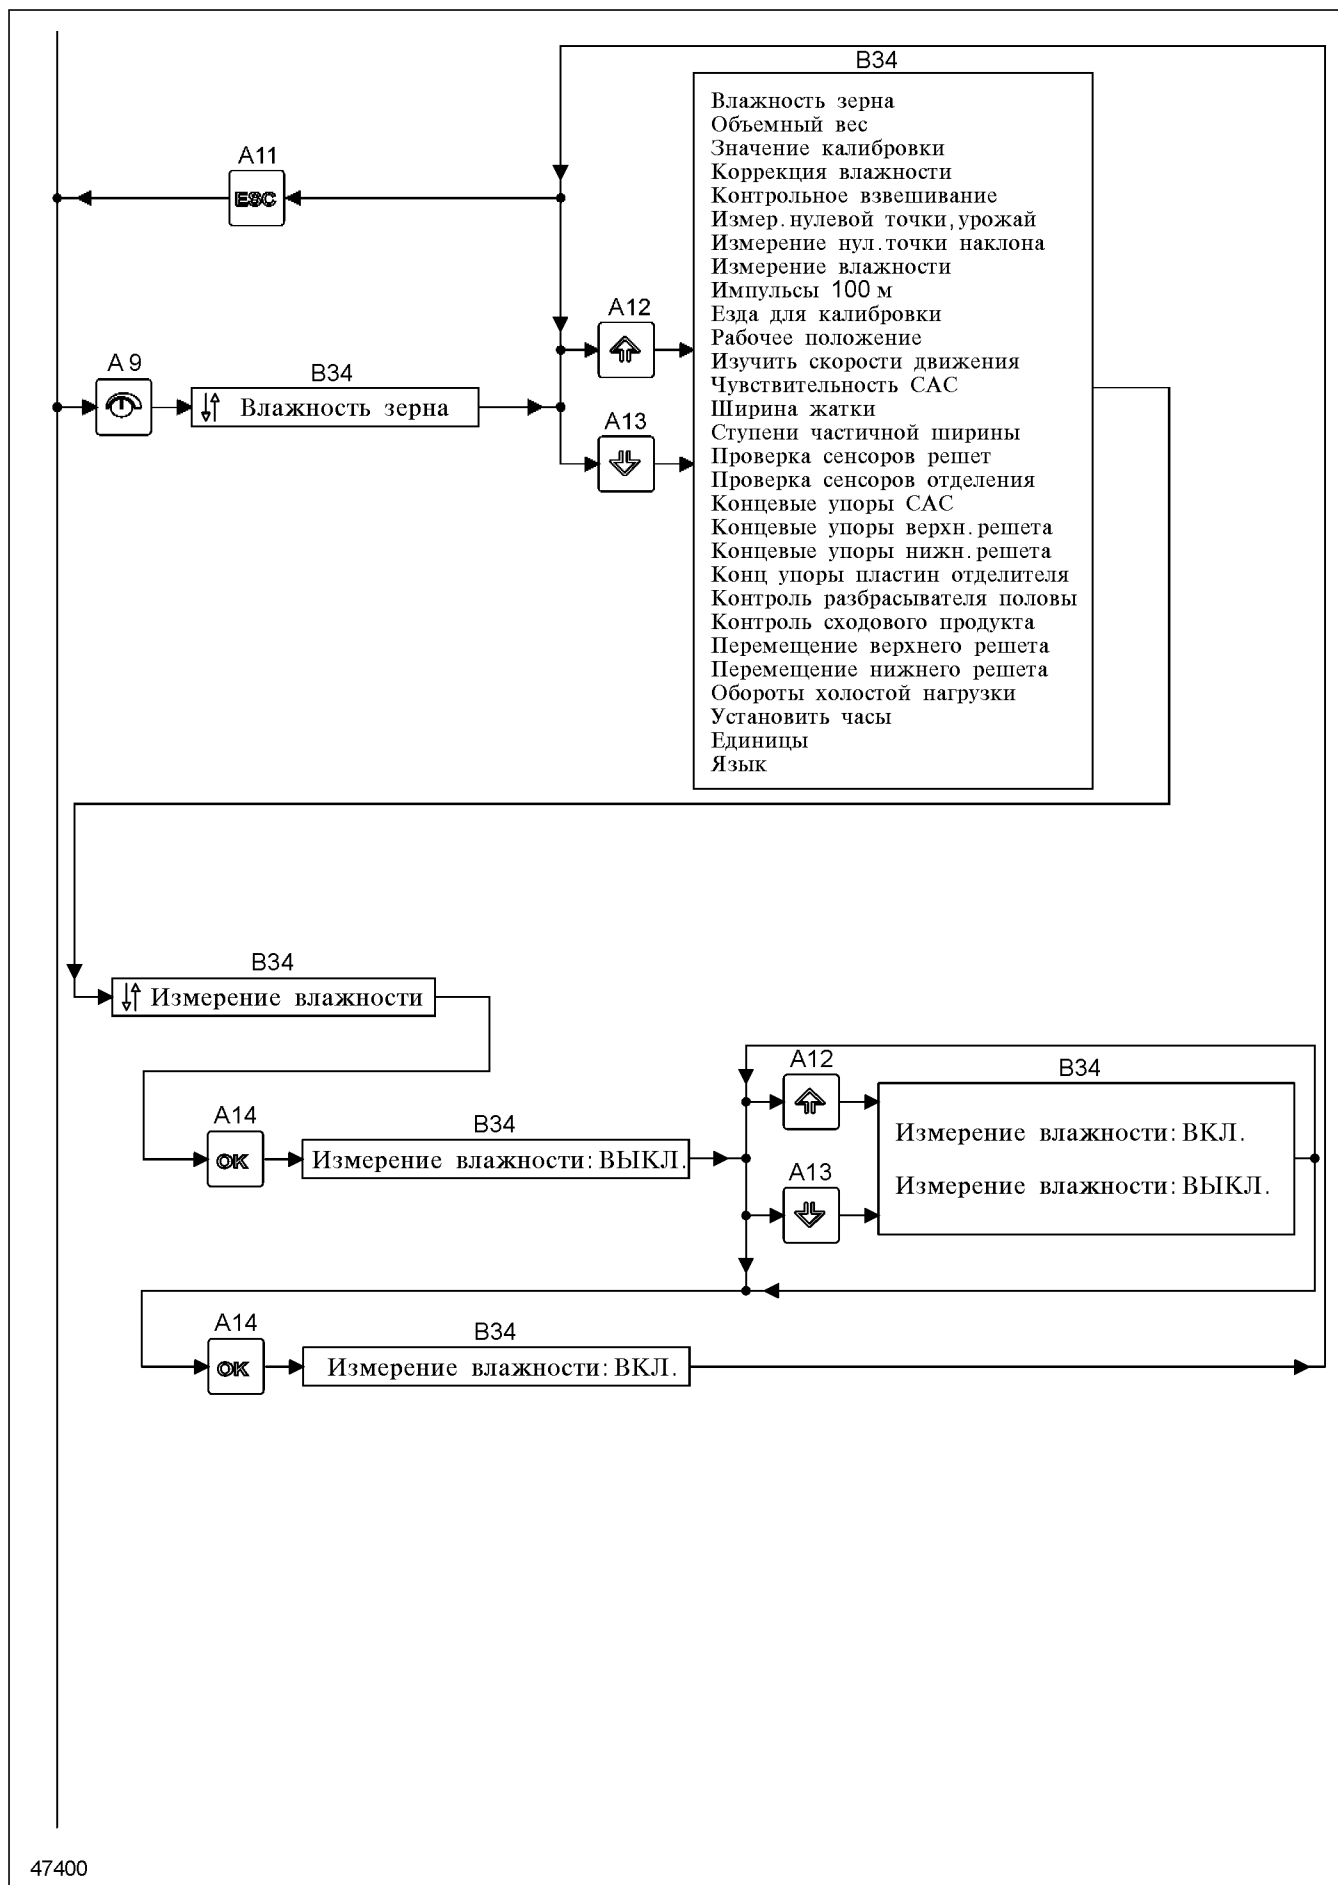 B34
Влажность зерна
Объемный вес
Значение калибровки
Коррекция влажности
Контрольное взвешивание
Измер.нулевой точки,урожай
Измерение нул.точки наклона
Измерение влажности
Импульсы 100 м
Езда для калибровки
Рабочее положение
Изучить скорости движения
Чувствительность САС
Ширина жатки
Ступени частичной ширины
Проверка сенсоров решет
Проверка сенсоров отделения
Концевые упоры САС
Концевые упоры верхн.решета
Концевые упоры нижн.решета
Конц упоры пластин отделителя
Контроль разбрасывателя половы
Контроль сходового продукта
Перемещение верхнего решета
Перемещение нижнего решета
Обороты холостой нагрузки
Установить часы
Единицы
Язык
A11
ESC
A12
A9
B34
Влажность зерна
A13
B34
Измерение влажности
A14
OK
B34
Измерение влажности:ВЫКЛ.
A12
A13
B34
Измерение влажности:ВКЛ.
Измерение влажности:ВЫКЛ.
A14
OK
B34
Измерение влажности:ВКЛ.
47400